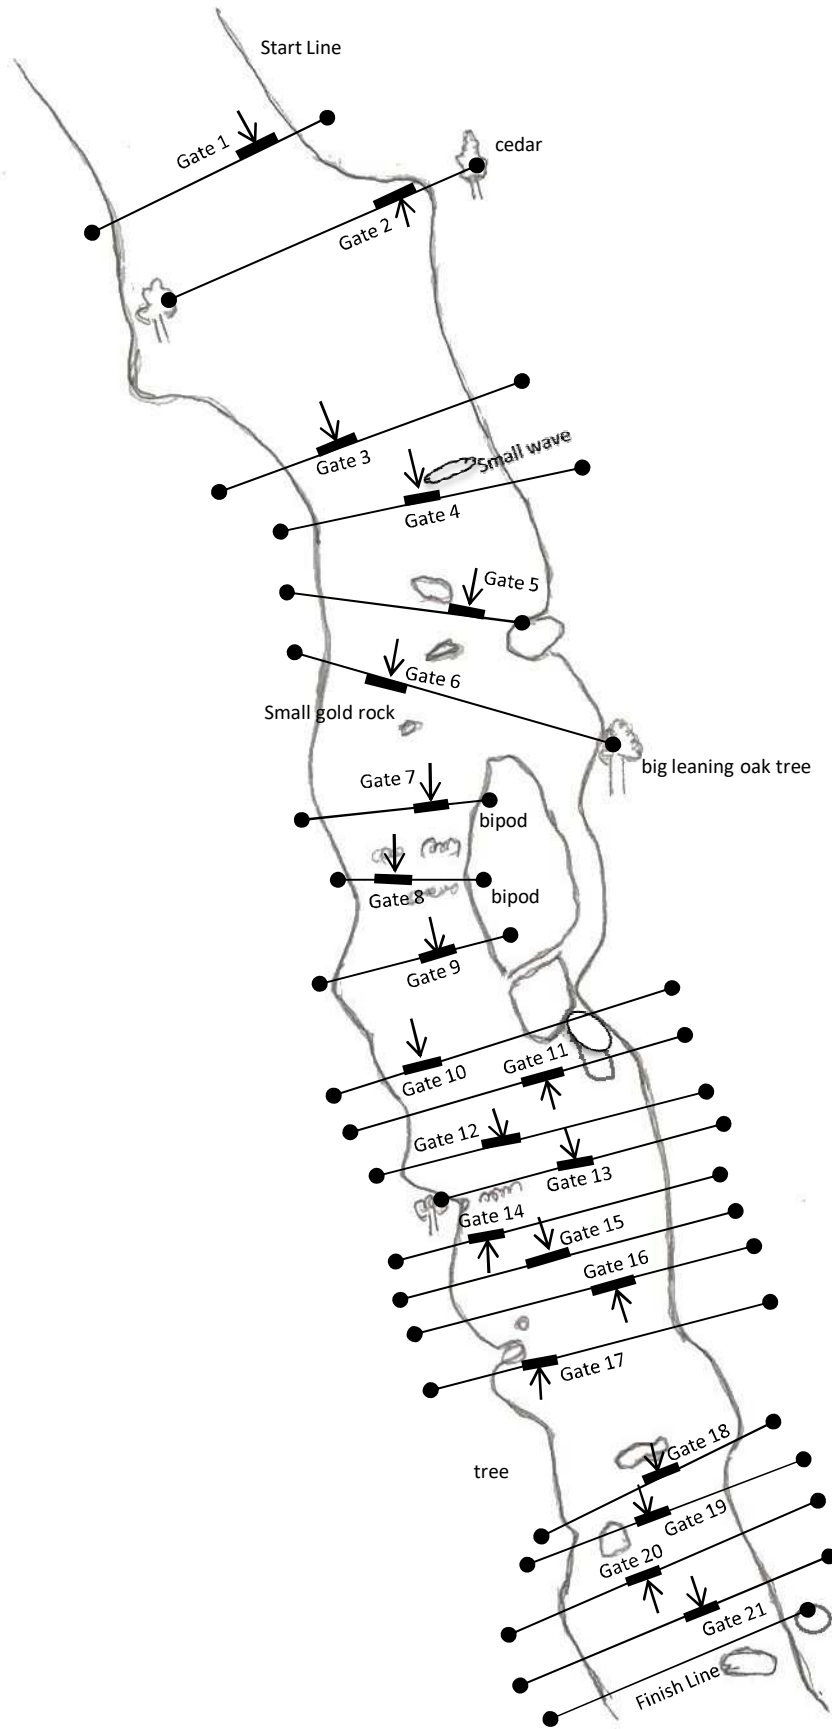 Start Line
Gate 1
cedar
Gate 2
Gate 3
Small wave
Gate 4
Gate 5
Gate 6
Small gold rock
big leaning oak tree
Gate 7
bipod
Gate 8
bipod
Gate 9
Gate 10
Gate 11
Gate 12
Gate 13
Gate 14
Gate 15
Gate 16
Gate 17
Gate 18
tree
Gate 19
Gate 20
Gate 21
Finish Line